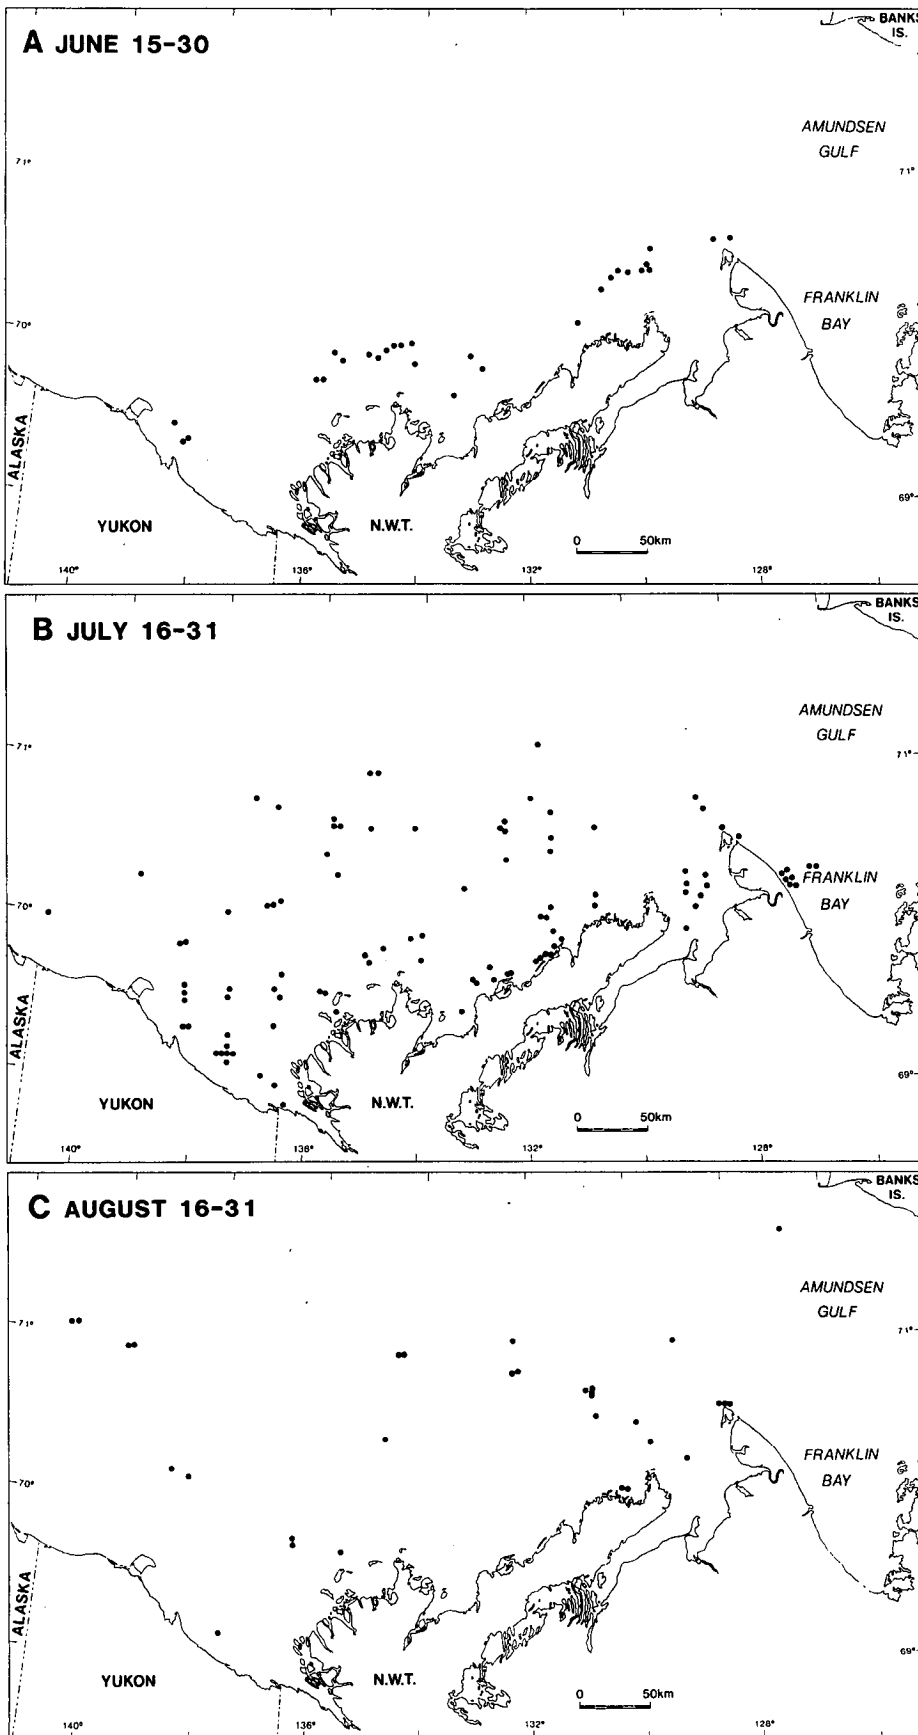 A JUNE 15-30
BANKS
IS.
AMUNDSEN
GULF
71°
71°
FRANKLIN
BAY
70°
ALASKA
69°
YUKON
N.W.T.
0 50km
140° 136° 132° 128°
B JULY 16-31
BANKS
IS.
AMUNDSEN
GULF
71°
71°
FRANKLIN
BAY
70°
ALASKA
69°
YUKON
N.W.T.
0 50km
140° 136° 132° 128°
C AUGUST 16-31
BANKS
IS.
AMUNDSEN
GULF
71°
71°
FRANKLIN
BAY
70°
ALASKA
69°
YUKON
N.W.T.
0 50km
140° 136° 132° 128°